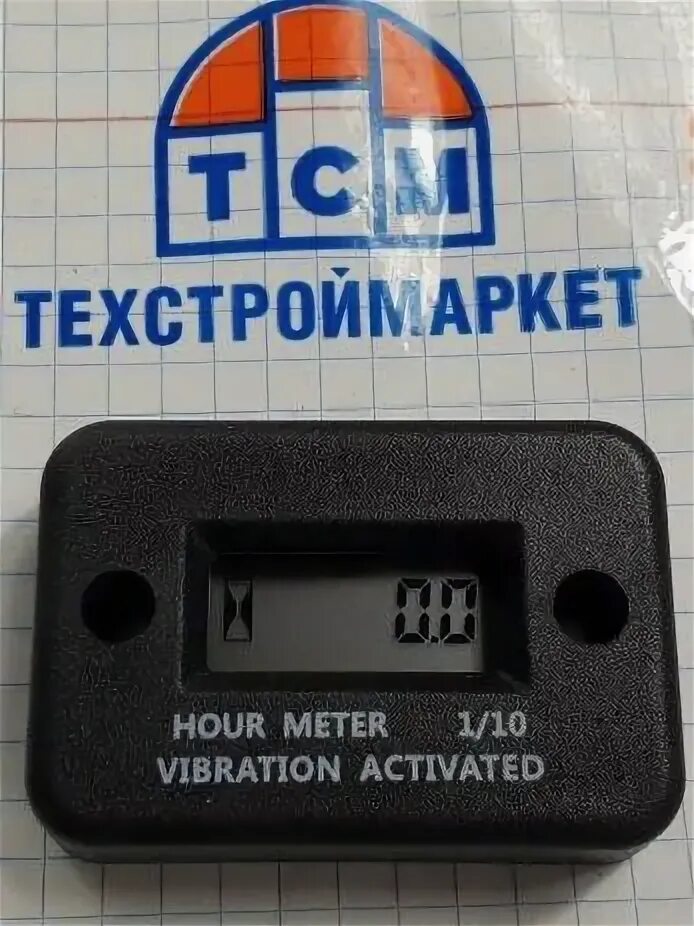 ТСМ
ТЕХСТРОЙМАРКЕТ
0.0
HOUR METER 1/10
VIBRATION ACTIVATED